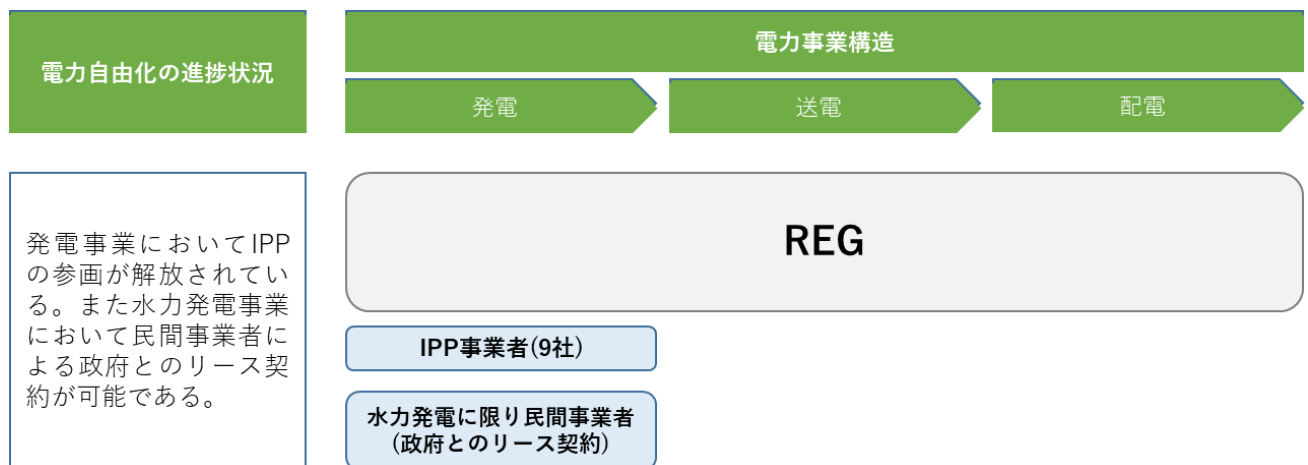 電力自由化の進捗状況
電力事業構造
発電
送電
配電
発電事業においてIPP
の参画が解放されてい
る。また水力発電事業
において民間事業者に
よる政府とのリース契
約が可能である。
REG
IPP事業者(9社)
水力発電に限り民間事業者
(政府とのリース契約)